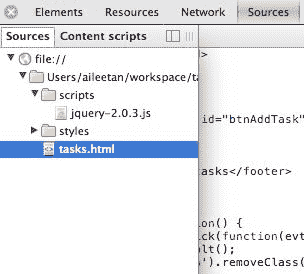 Elements Resources Network Sources
Sources Content scripts
file://
Users/aileetan/workspace/ta
scripts
jquery-2.0.3.js
styles
tasks.html
>
id="btnAddTask"
asks</footer>
on() {
ck(function(evt
lt();
').removeClass(